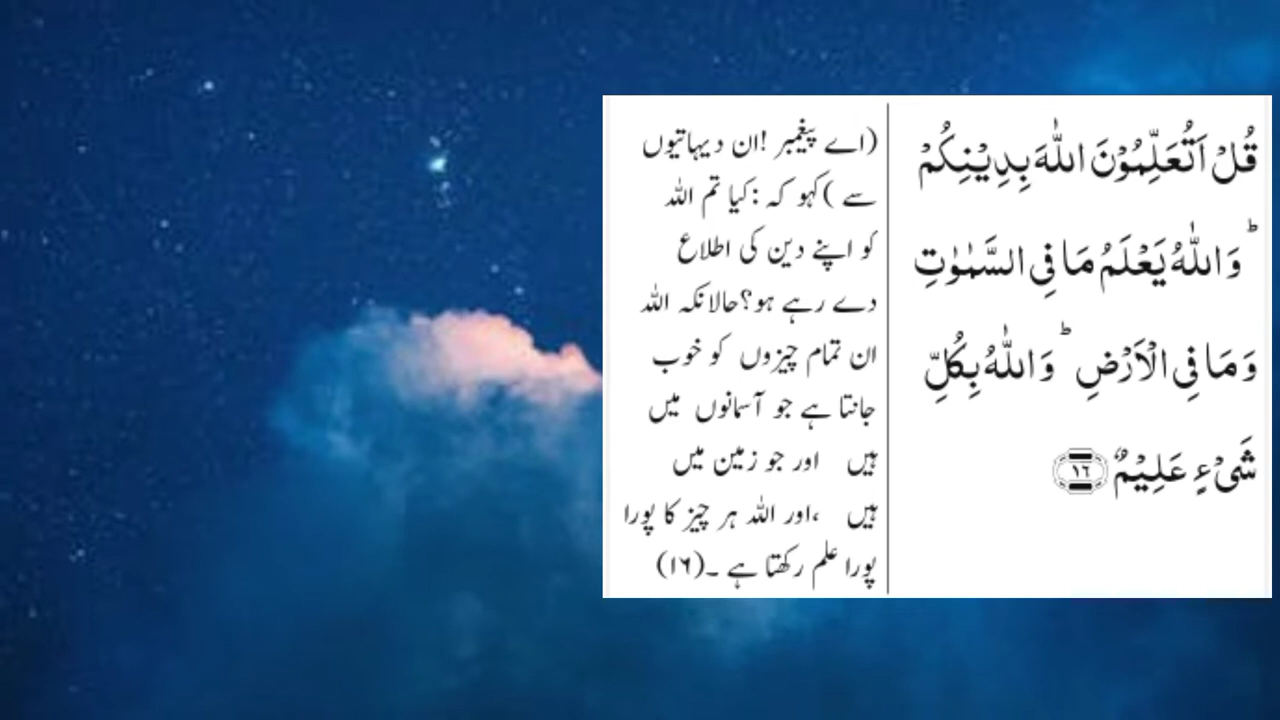 قُلْ اَتُعَلِّمُوْنَ اللّٰهَ بِدِیْنِكُمْ
ؕ وَ اللّٰهُ یَعْلَمُ مَا فِی السَّمٰوٰتِ
وَ مَا فِی الْاَرْضِ ؕ وَ اللّٰهُ بِكُلِّ
شَیْءٍ عَلِیْمٌ ۝۱۶
(اے پیغمبر !ان دیہاتیوں
سے )کہو کہ :کیا تم اللہ
کو اپنے دین کی اطلاع
دے رہے ہو؟حالانکہ اللہ
ان تمام چیزوں کو خوب
جانتا ہے جو آسمانوں میں
ہیں اور جو زمین میں
ہیں ،اور اللہ ہر چیز کا پورا
پورا علم رکھتا ہے ۔(۱۶)